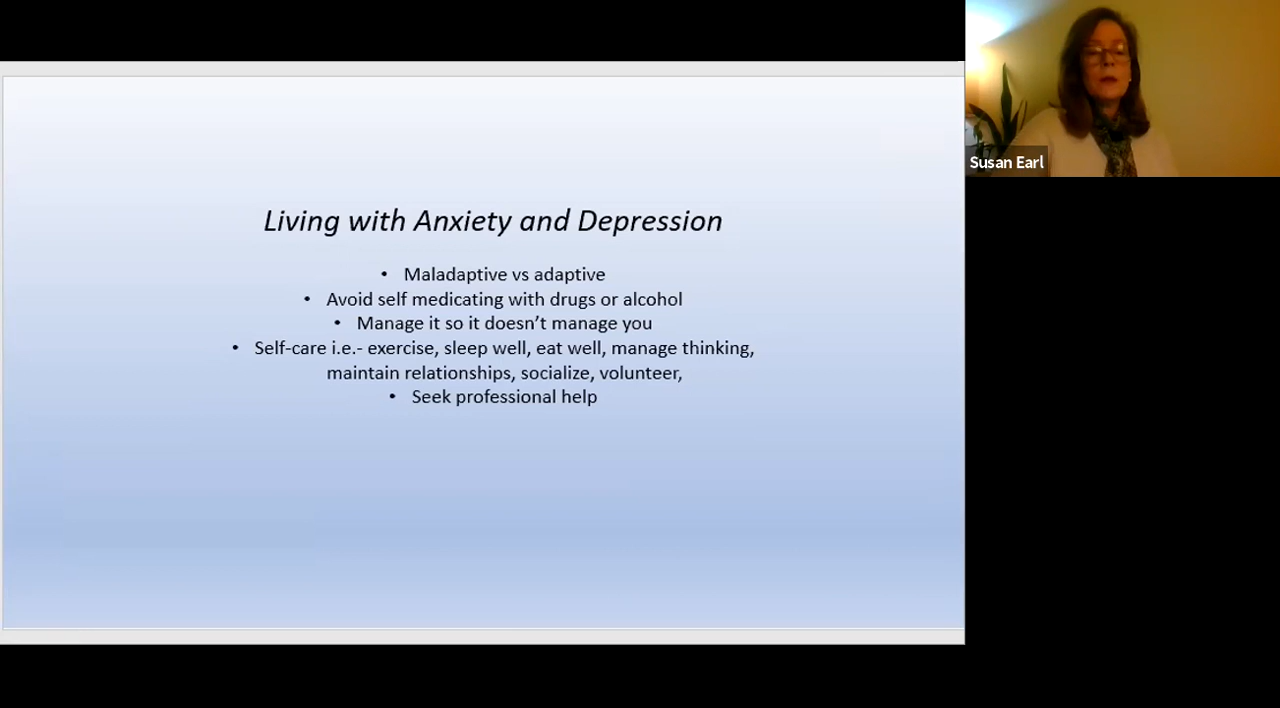 Living with Anxiety and Depression
• Maladaptive vs adaptive
• Avoid self medicating with drugs or alcohol
• Manage it so it doesn’t manage you
• Self-care i.e.- exercise, sleep well, eat well, manage thinking,
maintain relationships, socialize, volunteer,
• Seek professional help
Susan Earl